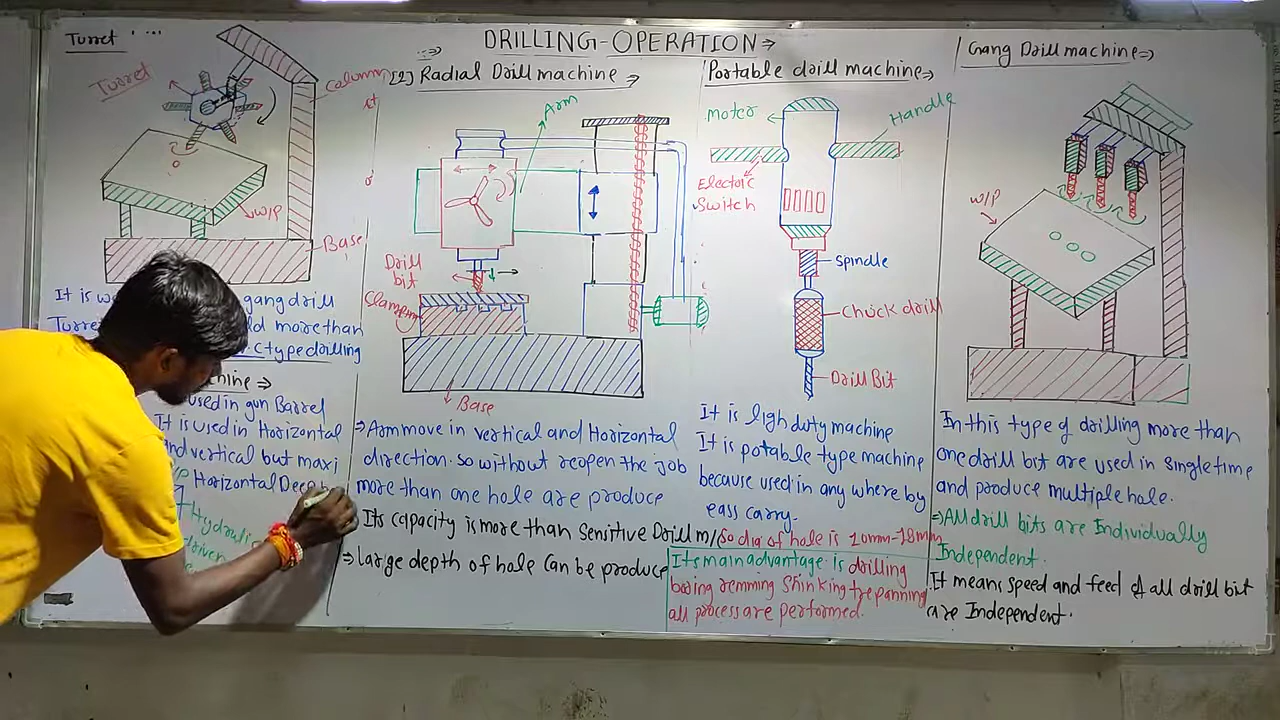 DRILLING-OPERATION⇒
Turret
Turret
Column
W/P
Base
It is gang drill
more than
C type drilling
⇒
used in gun Barrel
It is used in Horizontal
and vertical but maxi
Horizontal Deep
Hydraulic
driven
[2] Radial Drill machine ⇒
Arm
Drill
bit
Base
⇒Arm move in vertical and Horizontal
direction. so without reopen the job
more than one hole are produce
Its capacity is more than Sensitive Drill m/c
⇒ large depth of hole can be produce
Portable drill machine⇒
Motor
Handle
Electric
Switch
Spindle
Chuck drill
Drill Bit
It is ligh duty machine
It is potable type machine
because used in any where by
eass carry.
So dia of hole is 10mm-18mm
Its main advantage is drilling
boring remming Shinking trepanning
all process are performed.
Gang Drill machine⇒
W/P
In this type of drilling more than
one drill bit are used in single time
and produce multiple hole.
⇒All drill bits are Individually
Independent.
It means speed and feed of all drill bit
are Independent.